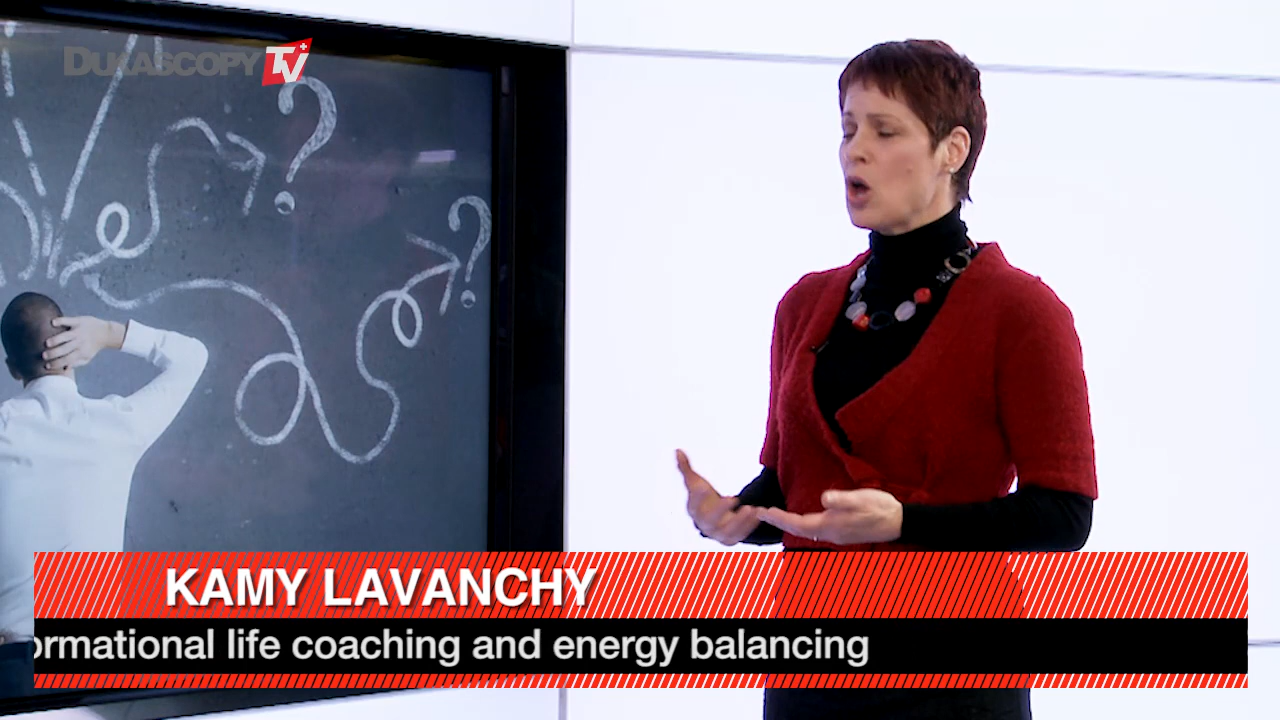 DUKASCOPY TV
? ?
KAMY LAVANCHY
ormational life coaching and energy balancing